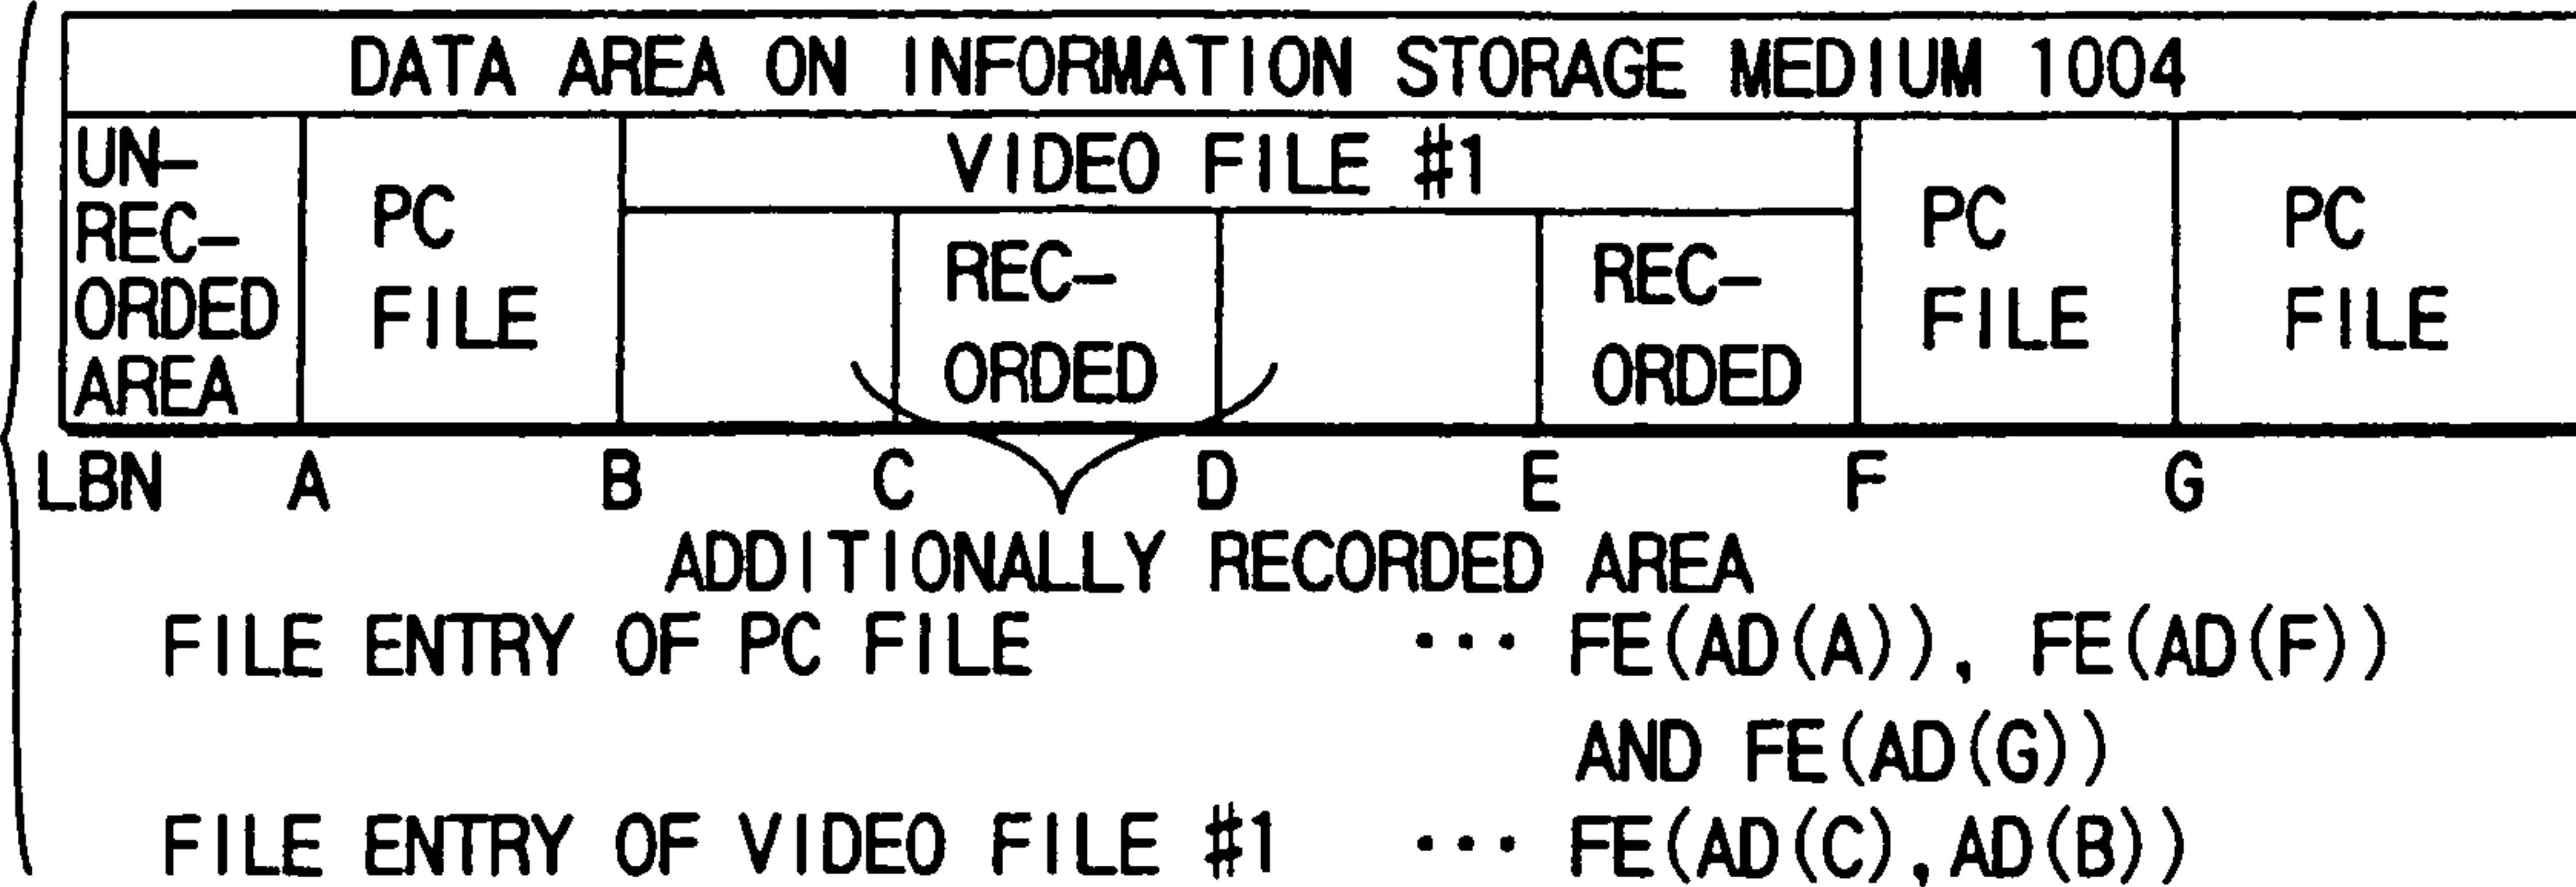 DATA AREA ON INFORMATION STORAGE MEDIUM 1004
UN-
REC-
ORDED
AREA
PC
FILE
VIDEO FILE #1
REC-
ORDED
REC-
ORDED
PC
FILE
PC
FILE
LBN A B C D E F G
ADDITIONALLY RECORDED AREA
FILE ENTRY OF PC FILE ... FE(AD(A)), FE(AD(F))
AND FE(AD(G))
FILE ENTRY OF VIDEO FILE #1 ... FE(AD(C),AD(B))